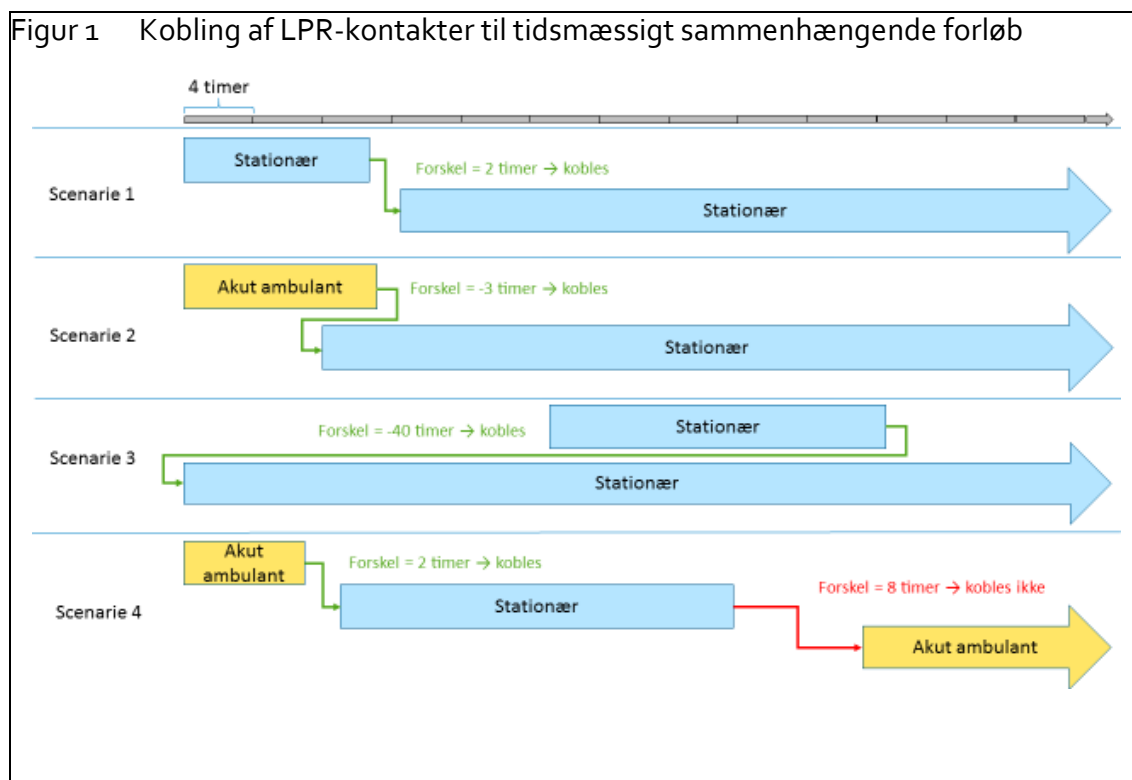 Figur 1 Kobling af LPR-kontakter til tidsmæssigt sammenhængende forløb
4 timer
Scenarie 1
Stationær
Forskel = 2 timer → kobles
Stationær
Scenarie 2
Akut ambulant
Forskel = -3 timer → kobles
Stationær
Scenarie 3
Stationær
Forskel = -40 timer → kobles
Stationær
Scenarie 4
Akut
ambulant
Forskel = 2 timer → kobles
Stationær
Forskel = 8 timer → kobles ikke
Akut ambulant